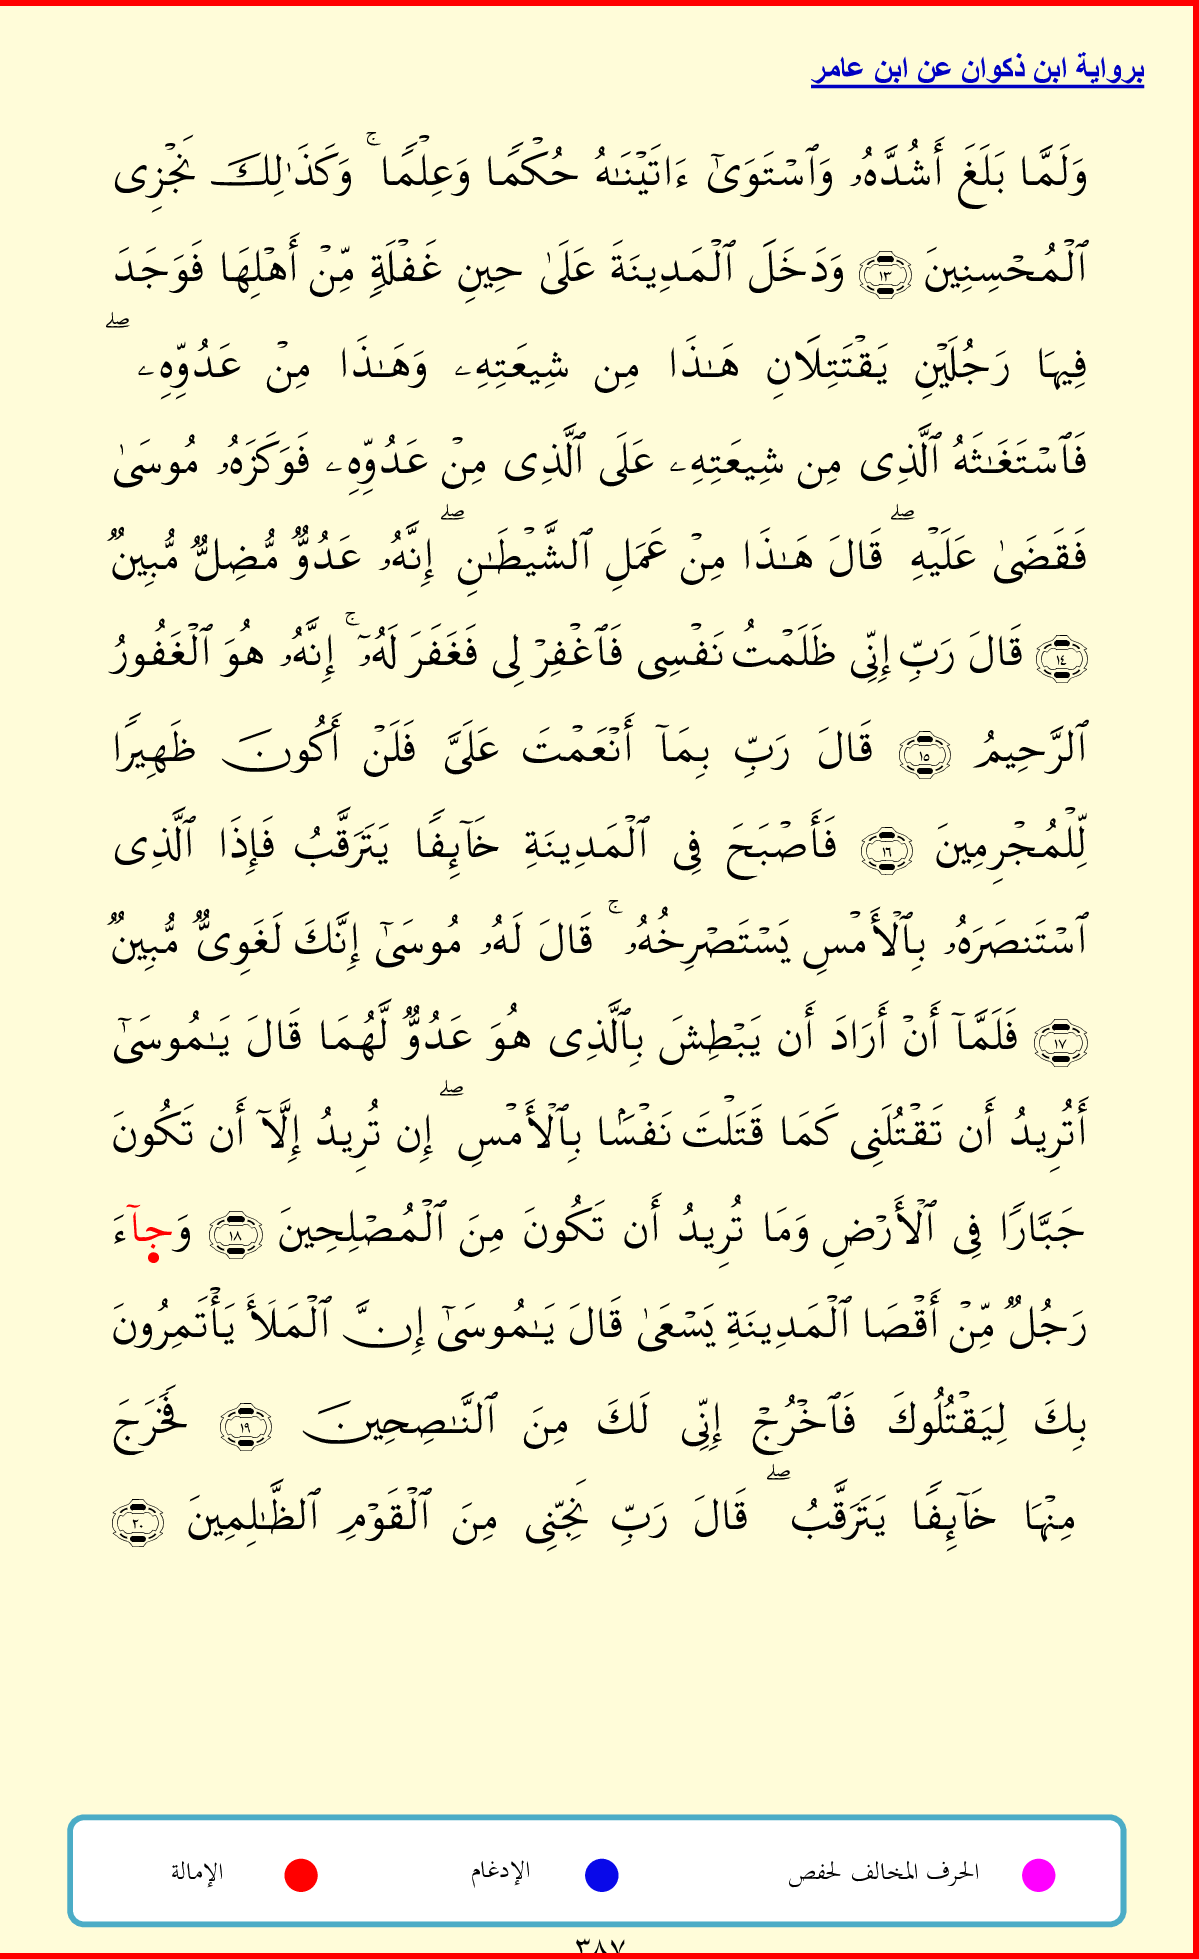 برواية ابن ذكوان عن ابن عامر
وَلَمَّا بَلَغَ أَشُدَّهُۥ وَٱسْتَوَىٰٓ ءَاتَيْنَـٰهُ حُكْمًا وَعِلْمًا ۚ وَكَذَٰلِكَ نَجْزِى
ٱلْمُحْسِنِينَ ١٣ وَدَخَلَ ٱلْمَدِينَةَ عَلَىٰ حِينِ غَفْلَةٍ مِّنْ أَهْلِهَا فَوَجَدَ
فِيهَا رَجُلَيْنِ يَقْتَتِلَانِ هَـٰذَا مِن شِيعَتِهِۦ وَهَـٰذَا مِنْ عَدُوِّهِۦ ۖ
فَٱسْتَغَـٰثَهُ ٱلَّذِى مِن شِيعَتِهِۦ عَلَى ٱلَّذِى مِنْ عَدُوِّهِۦ فَوَكَزَهُۥ مُوسَىٰ
فَقَضَىٰ عَلَيْهِ ۖ قَالَ هَـٰذَا مِنْ عَمَلِ ٱلشَّيْطَـٰنِ ۖ إِنَّهُۥ عَدُوٌّ مُّضِلٌّ مُّبِينٌ
١٤ قَالَ رَبِّ إِنِّى ظَلَمْتُ نَفْسِى فَٱغْفِرْ لِى فَغَفَرَ لَهُۥٓ ۚ إِنَّهُۥ هُوَ ٱلْغَفُورُ
ٱلرَّحِيمُ ١٥ قَالَ رَبِّ بِمَآ أَنْعَمْتَ عَلَىَّ فَلَنْ أَكُونَ ظَهِيرًا
لِّلْمُجْرِمِينَ ١٦ فَأَصْبَحَ فِى ٱلْمَدِينَةِ خَآئِفًا يَتَرَقَّبُ فَإِذَا ٱلَّذِى
ٱسْتَنصَرَهُۥ بِٱلْأَمْسِ يَسْتَصْرِخُهُۥ ۚ قَالَ لَهُۥ مُوسَىٰٓ إِنَّكَ لَغَوِىٌّ مُّبِينٌ
١٧ فَلَمَّآ أَنْ أَرَادَ أَن يَبْطِشَ بِٱلَّذِى هُوَ عَدُوٌّ لَّهُمَا قَالَ يَـٰمُوسَىٰٓ
أَتُرِيدُ أَن تَقْتُلَنِى كَمَا قَتَلْتَ نَفْسًۢا بِٱلْأَمْسِ ۖ إِن تُرِيدُ إِلَّآ أَن تَكُونَ
جَبَّارًا فِى ٱلْأَرْضِ وَمَا تُرِيدُ أَن تَكُونَ مِنَ ٱلْمُصْلِحِينَ ١٨ وَجِآءَ
رَجُلٌ مِّنْ أَقْصَا ٱلْمَدِينَةِ يَسْعَىٰ قَالَ يَـٰمُوسَىٰٓ إِنَّ ٱلْمَلَأَ يَأْتَمِرُونَ
بِكَ لِيَقْتُلُوكَ فَٱخْرُجْ إِنِّى لَكَ مِنَ ٱلنَّـٰصِحِينَ ١٩ فَخَرَجَ
مِنْهَا خَآئِفًا يَتَرَقَّبُ ۖ قَالَ رَبِّ نَجِّنِى مِنَ ٱلْقَوْمِ ٱلظَّـٰلِمِينَ ٢٠
الحرف المخالف لحفص الإدغام الإمالة
٣٨٧